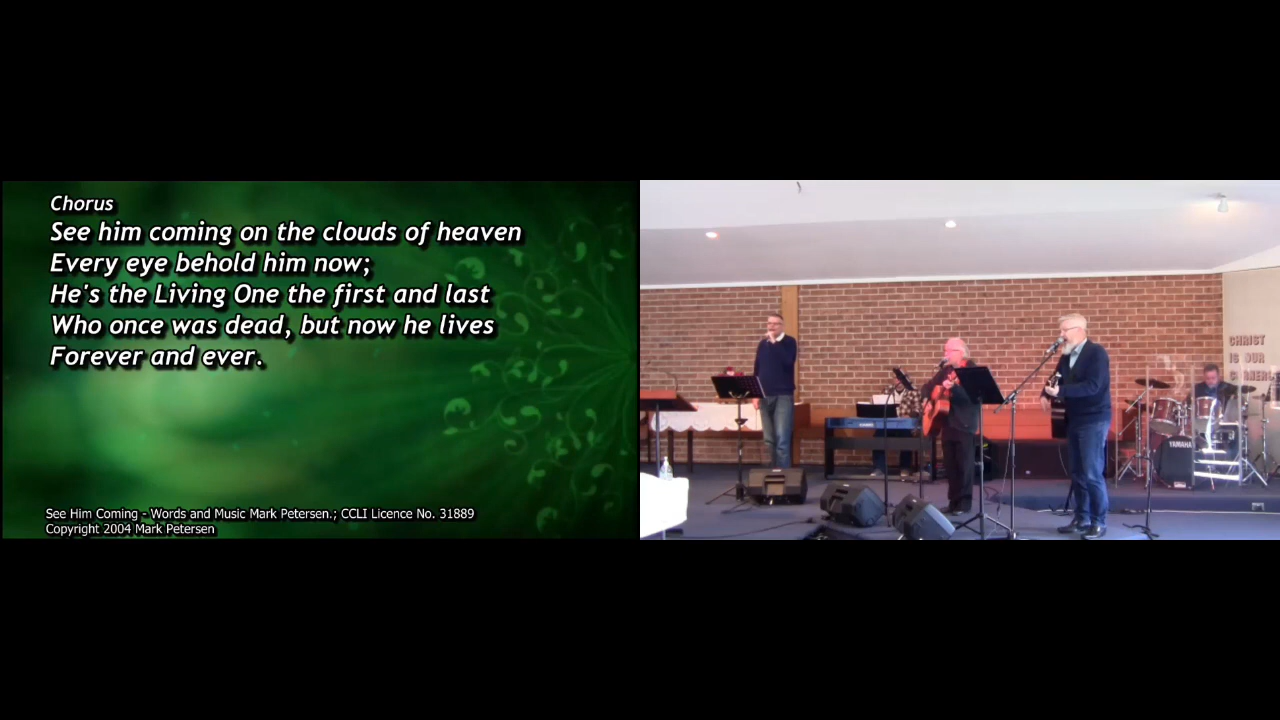 Chorus
See him coming on the clouds of heaven
Every eye behold him now;
He's the Living One the first and last
Who once was dead, but now he lives
Forever and ever.
See Him Coming - Words and Music Mark Petersen.; CCLI Licence No. 31889
Copyright 2004 Mark Petersen
CHRIST
IS OUR
CORNERS
YAMAHA